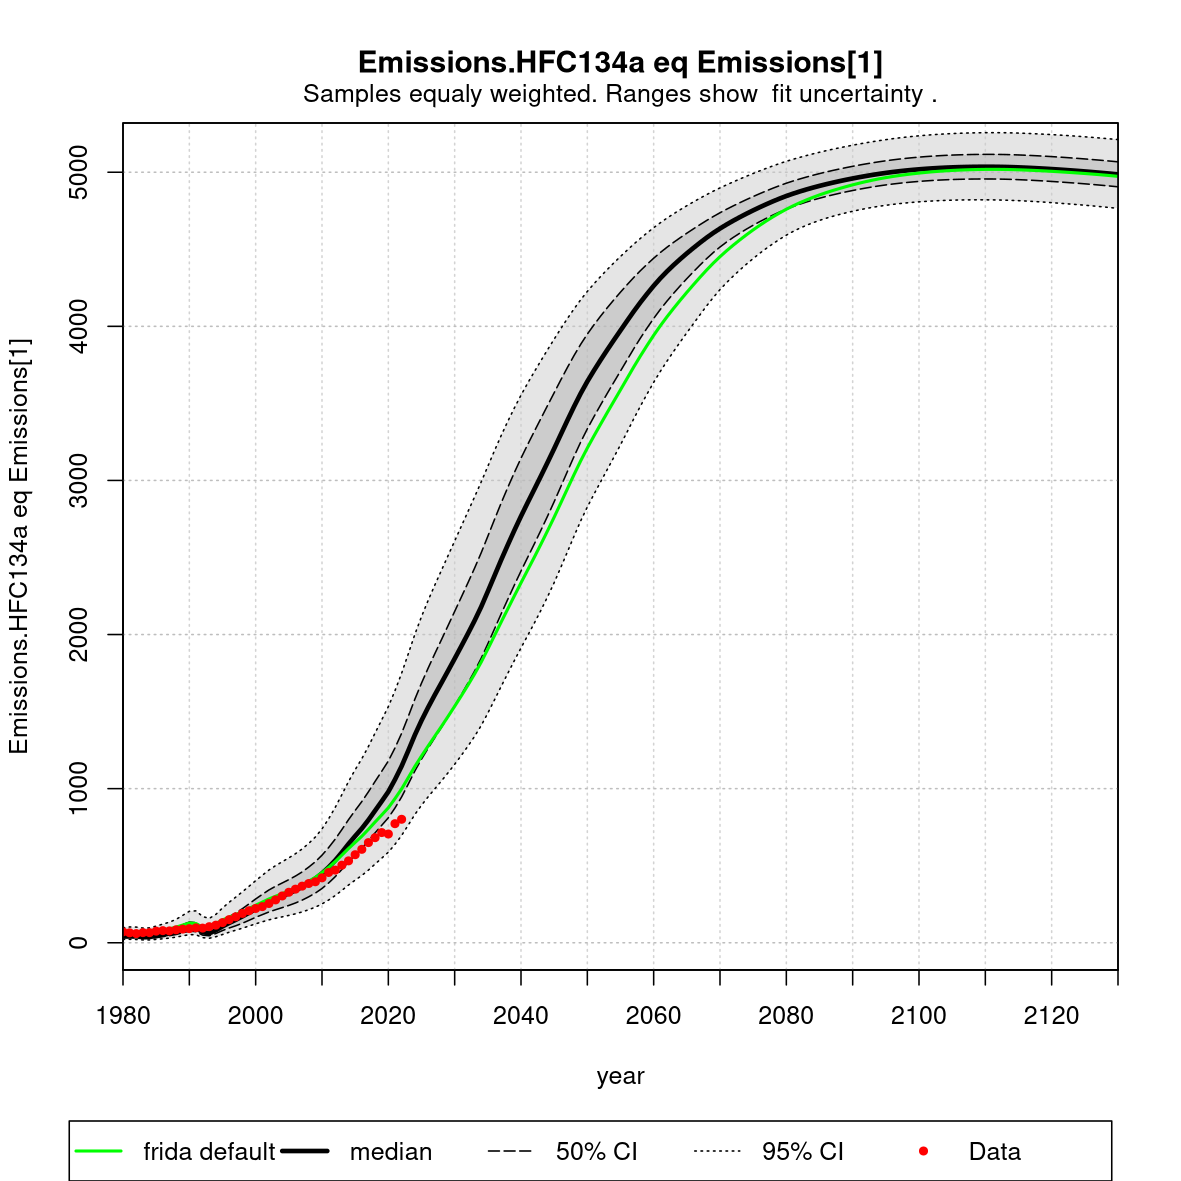 Emissions.HFC134a eq Emissions[1]
Samples equaly weighted. Ranges show  fit uncertainty .
Emissions.HFC134a eq Emissions[1]
5000
4000
3000
2000
1000
0
1980 2000 2020 2040 2060 2080 2100 2120
year
frida default median 50% CI 95% CI Data